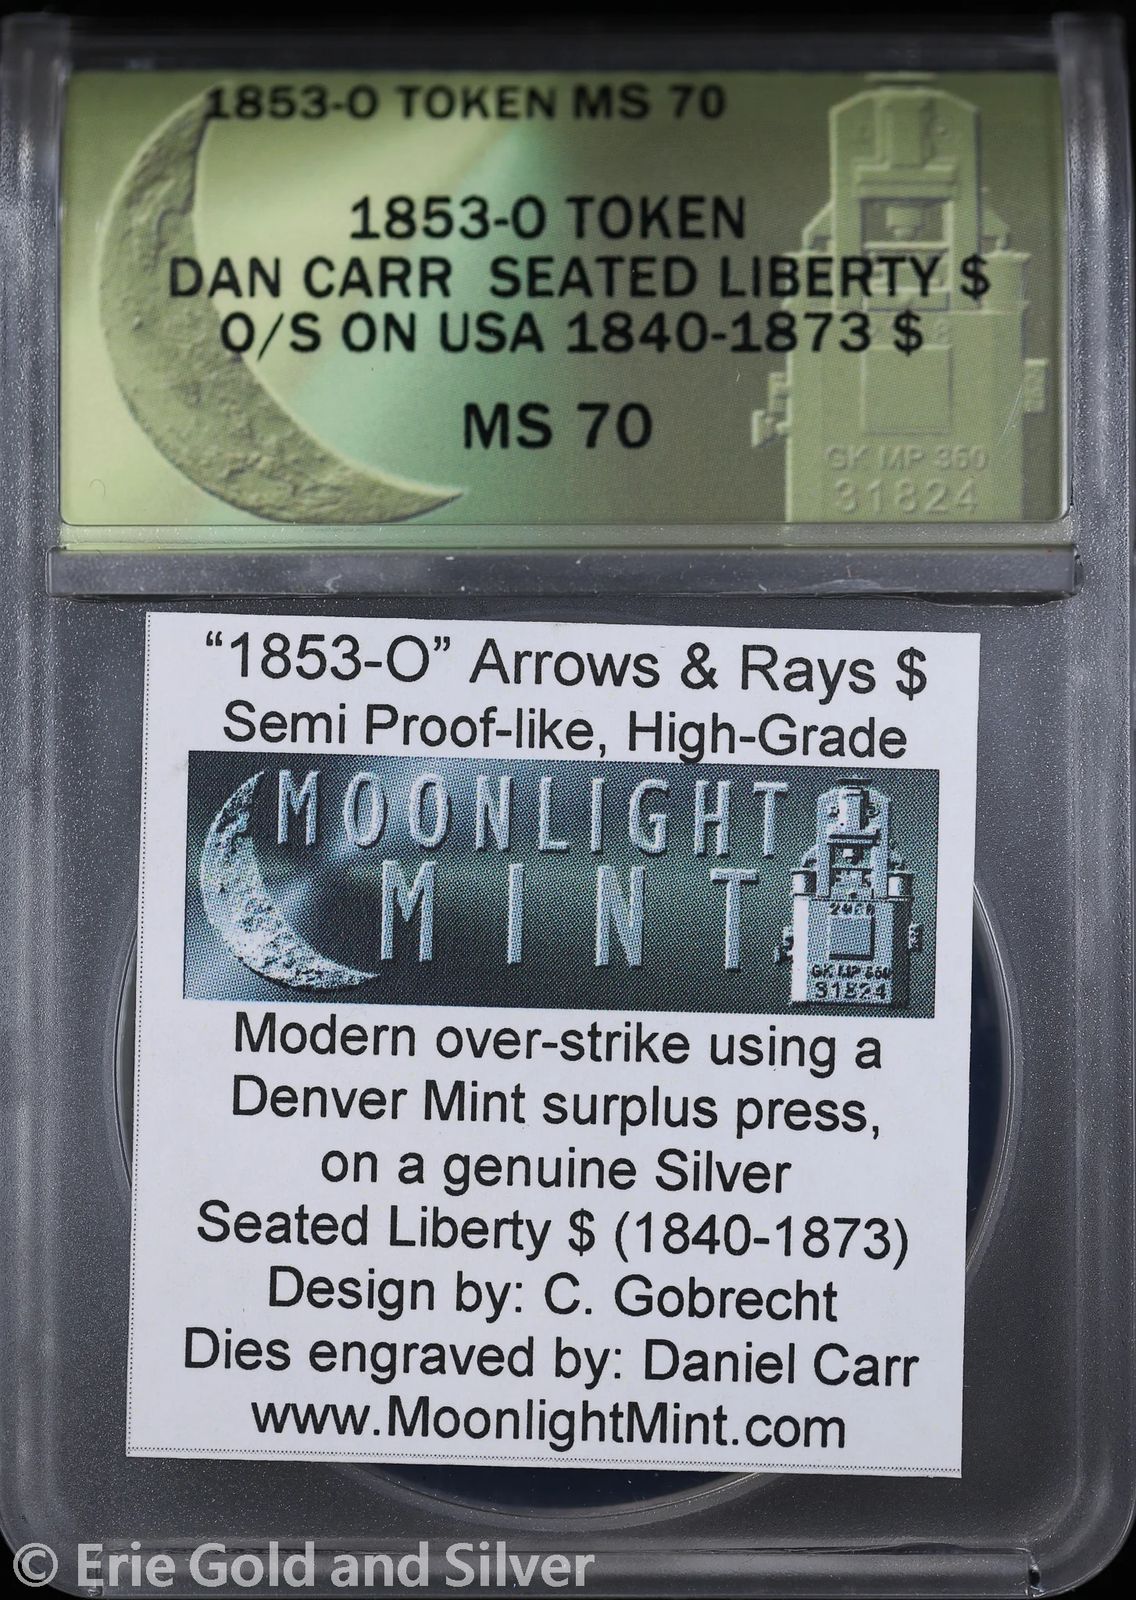 1853-O TOKEN MS 70
1853-O TOKEN
DAN CARR SEATED LIBERTY $
O/S ON USA 1840-1873 $
MS 70
GK MP 360
31824
“1853-O” Arrows & Rays $
Semi Proof-like, High-Grade
MOONLIGHT
MINT
GK MP 360
31824
Modern over-strike using a
Denver Mint surplus press,
on a genuine Silver
Seated Liberty $ (1840-1873)
Design by: C. Gobrecht
Dies engraved by: Daniel Carr
www.MoonlightMint.com
© Erie Gold and Silver